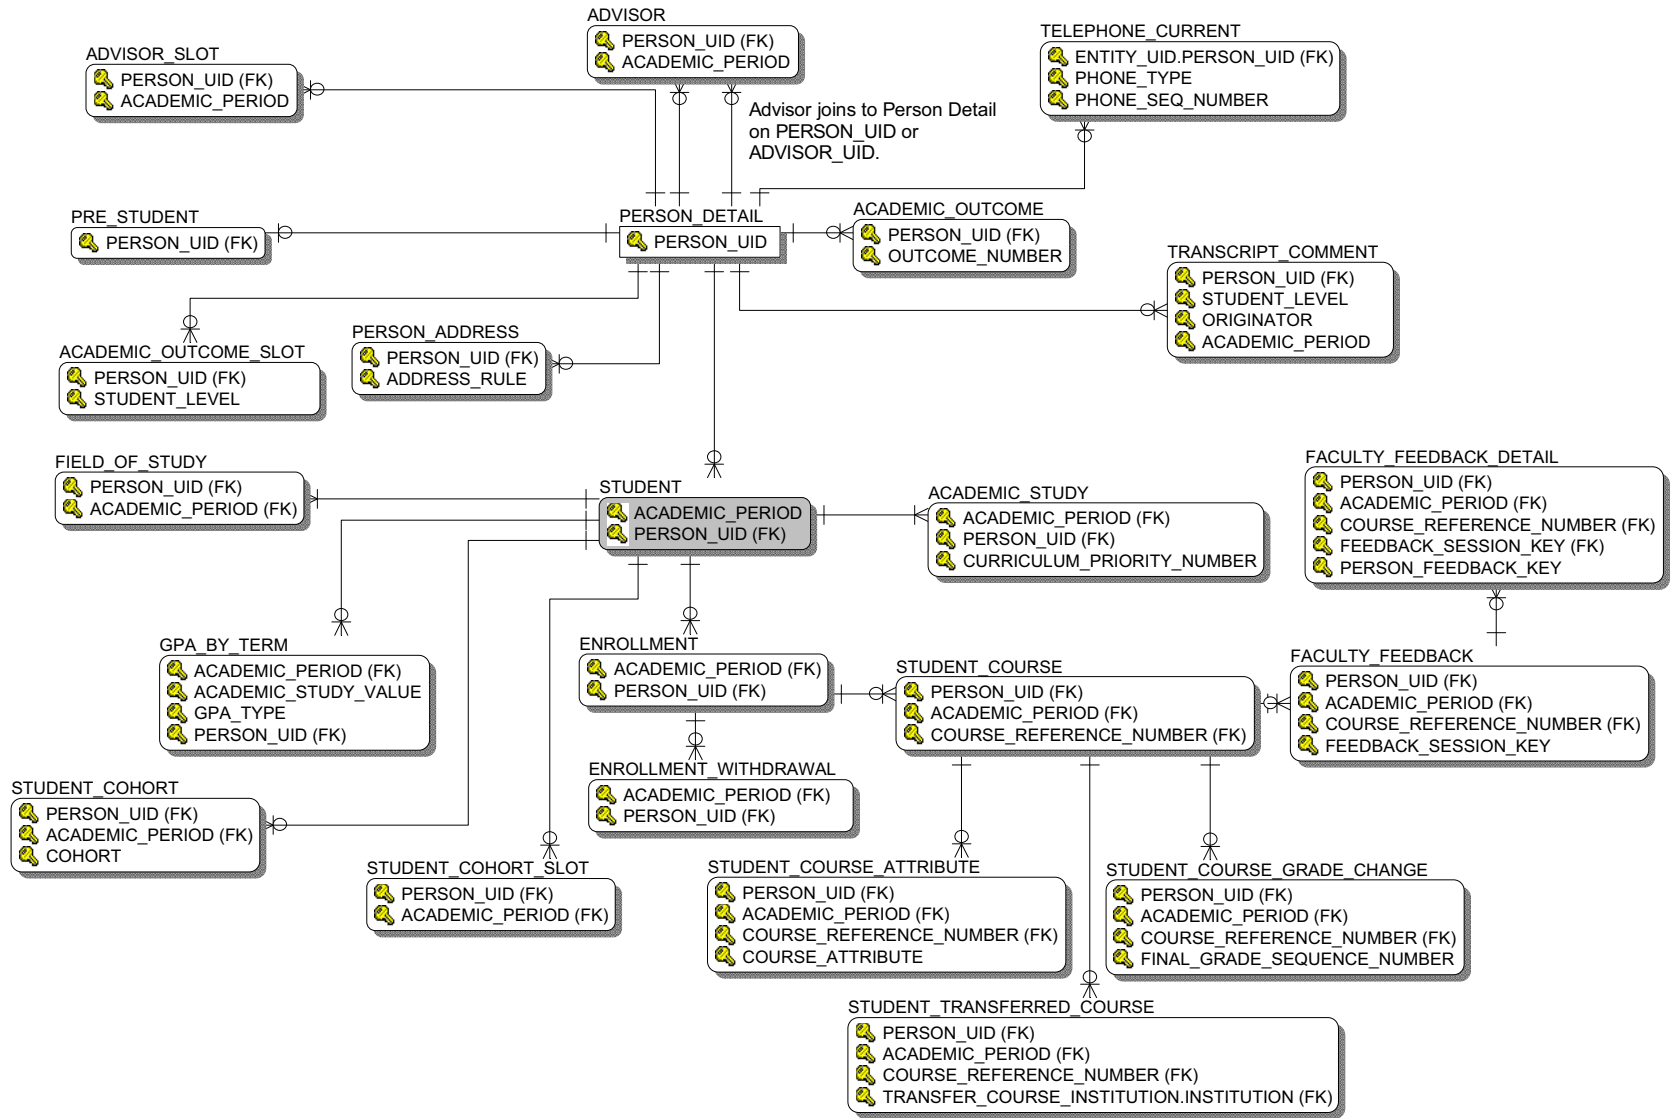 ADVISOR
PERSON_UID (FK)
ACADEMIC_PERIOD
ADVISOR_SLOT
PERSON_UID (FK)
ACADEMIC_PERIOD
TELEPHONE_CURRENT
ENTITY_UID.PERSON_UID (FK)
PHONE_TYPE
PHONE_SEQ_NUMBER
Advisor joins to Person Detail
on PERSON_UID or
ADVISOR_UID.
PRE_STUDENT
PERSON_UID (FK)
PERSON_DETAIL
PERSON_UID
ACADEMIC_OUTCOME
PERSON_UID (FK)
OUTCOME_NUMBER
TRANSCRIPT_COMMENT
PERSON_UID (FK)
STUDENT_LEVEL
ORIGINATOR
ACADEMIC_PERIOD
PERSON_ADDRESS
PERSON_UID (FK)
ADDRESS_RULE
ACADEMIC_OUTCOME_SLOT
PERSON_UID (FK)
STUDENT_LEVEL
FIELD_OF_STUDY
PERSON_UID (FK)
ACADEMIC_PERIOD (FK)
STUDENT
ACADEMIC_PERIOD
PERSON_UID (FK)
ACADEMIC_STUDY
ACADEMIC_PERIOD (FK)
PERSON_UID (FK)
CURRICULUM_PRIORITY_NUMBER
FACULTY_FEEDBACK_DETAIL
PERSON_UID (FK)
ACADEMIC_PERIOD (FK)
COURSE_REFERENCE_NUMBER (FK)
FEEDBACK_SESSION_KEY (FK)
PERSON_FEEDBACK_KEY
GPA_BY_TERM
ACADEMIC_PERIOD (FK)
ACADEMIC_STUDY_VALUE
GPA_TYPE
PERSON_UID (FK)
ENROLLMENT
ACADEMIC_PERIOD (FK)
PERSON_UID (FK)
STUDENT_COURSE
PERSON_UID (FK)
ACADEMIC_PERIOD (FK)
COURSE_REFERENCE_NUMBER (FK)
FACULTY_FEEDBACK
PERSON_UID (FK)
ACADEMIC_PERIOD (FK)
COURSE_REFERENCE_NUMBER (FK)
FEEDBACK_SESSION_KEY
ENROLLMENT_WITHDRAWAL
ACADEMIC_PERIOD (FK)
PERSON_UID (FK)
STUDENT_COHORT
PERSON_UID (FK)
ACADEMIC_PERIOD (FK)
COHORT
STUDENT_COHORT_SLOT
PERSON_UID (FK)
ACADEMIC_PERIOD (FK)
STUDENT_COURSE_ATTRIBUTE
PERSON_UID (FK)
ACADEMIC_PERIOD (FK)
COURSE_REFERENCE_NUMBER (FK)
COURSE_ATTRIBUTE
STUDENT_COURSE_GRADE_CHANGE
PERSON_UID (FK)
ACADEMIC_PERIOD (FK)
COURSE_REFERENCE_NUMBER (FK)
FINAL_GRADE_SEQUENCE_NUMBER
STUDENT_TRANSFERRED_COURSE
PERSON_UID (FK)
ACADEMIC_PERIOD (FK)
COURSE_REFERENCE_NUMBER (FK)
TRANSFER_COURSE_INSTITUTION.INSTITUTION (FK)